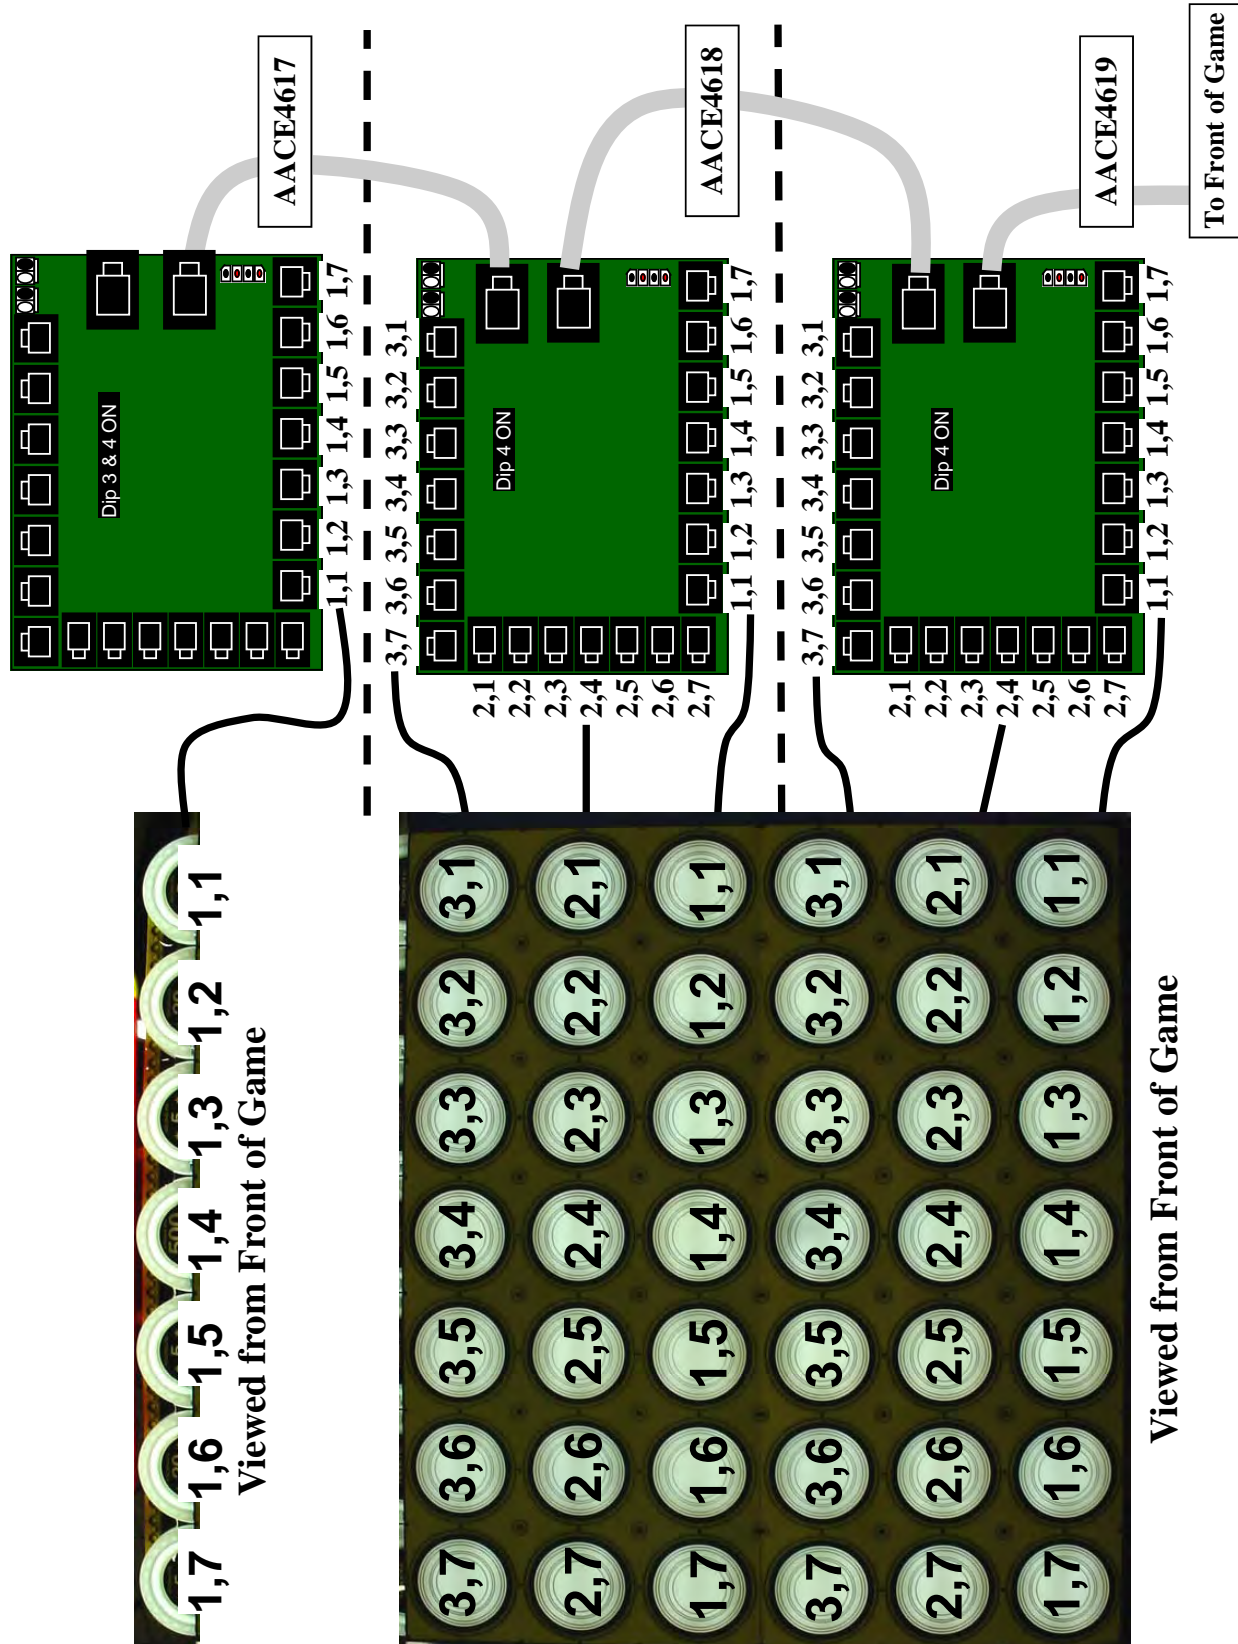 Dip 3 & 4 ON
1,7 1,6 1,5 1,4 1,3 1,2 1,1
Viewed from Front of Game
AACE4617
1,1 1,2 1,3 1,4 1,5 1,6 1,7
3,7 3,6 3,5 3,4 3,3 3,2 3,1
3,7 3,6 3,5 3,4 3,3 3,2 3,1
2,1
Dip 4 ON
2,2
2,3
2,4
2,7 2,6 2,5 2,4 2,3 2,2 2,1
2,5
2,6
2,7
1,7 1,6 1,5 1,4 1,3 1,2 1,1
AACE4618
1,1 1,2 1,3 1,4 1,5 1,6 1,7
3,7 3,6 3,5 3,4 3,3 3,2 3,1
3,7 3,6 3,5 3,4 3,3 3,2 3,1
2,1
2,2
Dip 4 ON
2,3
2,4
2,7 2,6 2,5 2,4 2,3 2,2 2,1
2,5
2,6
2,7
1,7 1,6 1,5 1,4 1,3 1,2 1,1
AACE4619
1,1 1,2 1,3 1,4 1,5 1,6 1,7
Viewed from Front of Game
To Front of Game